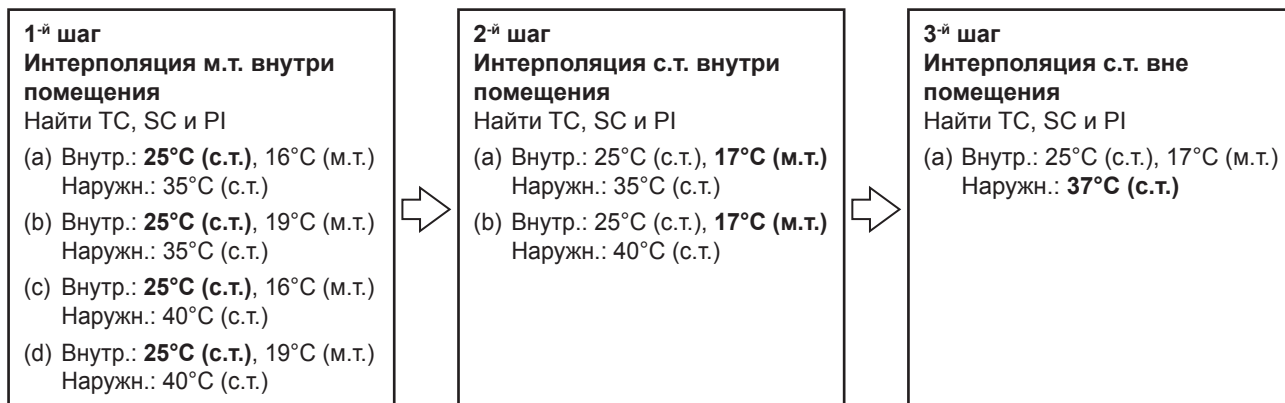 1-й шаг
Интерполяция м.т. внутри
помещения
Найти TC, SC и PI
(a) Внутр.: 25°C (с.т.), 16°C (м.т.)
Наружн.: 35°C (с.т.)
(b) Внутр.: 25°C (с.т.), 19°C (м.т.)
Наружн.: 35°C (с.т.)
(c) Внутр.: 25°C (с.т.), 16°C (м.т.)
Наружн.: 40°C (с.т.)
(d) Внутр.: 25°C (с.т.), 19°C (м.т.)
Наружн.: 40°C (с.т.)
2-й шаг
Интерполяция с.т. внутри
помещения
Найти TC, SC и PI
(a) Внутр.: 25°C (с.т.), 17°C (м.т.)
Наружн.: 35°C (с.т.)
(b) Внутр.: 25°C (с.т.), 17°C (м.т.)
Наружн.: 40°C (с.т.)
3-й шаг
Интерполяция с.т. вне
помещения
Найти TC, SC и PI
(a) Внутр.: 25°C (с.т.), 17°C (м.т.)
Наружн.: 37°C (с.т.)